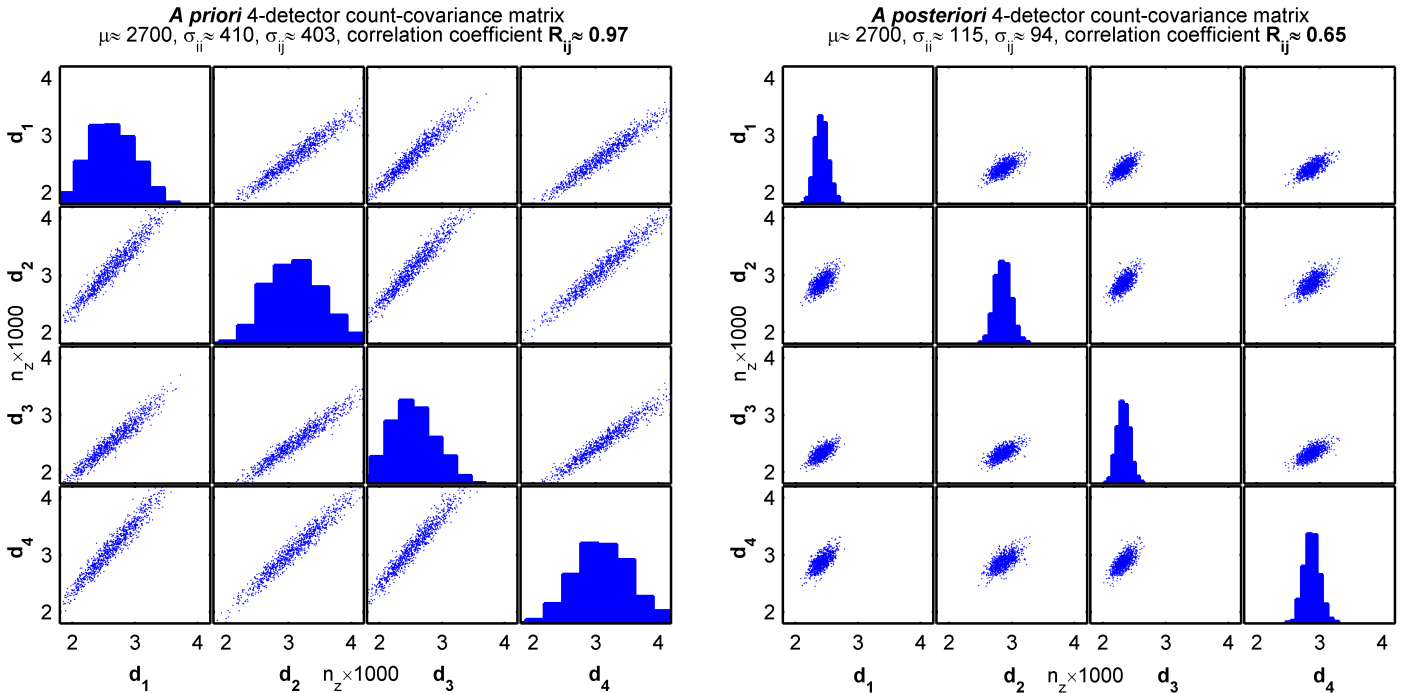 A priori 4-detector count-covariance matrix
μ≈ 2700, σii≈ 410, σij≈ 403, correlation coefficient Rij≈ 0.97
4
3
2
d1
4
3
2
d2
nz×1000
4
3
2
d3
4
3
2
d4
2 3 4 2 3 4 2 3 4 2 3 4
d1 d2 nz×1000 d3 d4
A posteriori 4-detector count-covariance matrix
μ≈ 2700, σii≈ 115, σij≈ 94, correlation coefficient Rij≈ 0.65
4
3
2
d1
4
3
2
d2
nz×1000
4
3
2
d3
4
3
2
d4
2 3 4 2 3 4 2 3 4 2 3 4
d1 d2 nz×1000 d3 d4